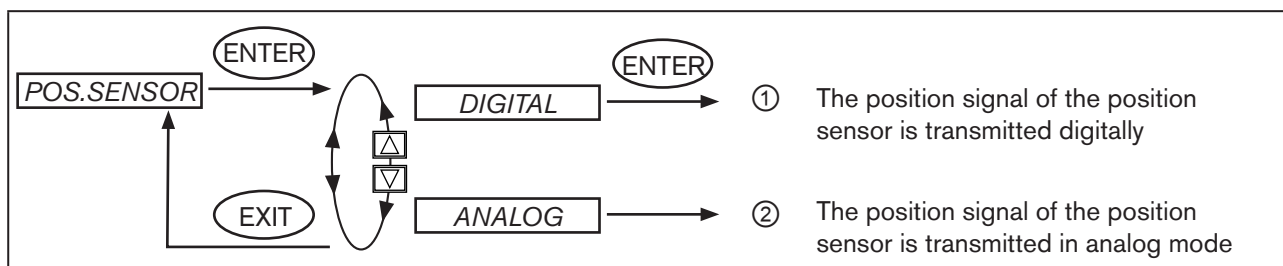 ENTER
POS.SENSOR
ENTER
DIGITAL
① The position signal of the position
sensor is transmitted digitally
EXIT
ANALOG
② The position signal of the position
sensor is transmitted in analog mode